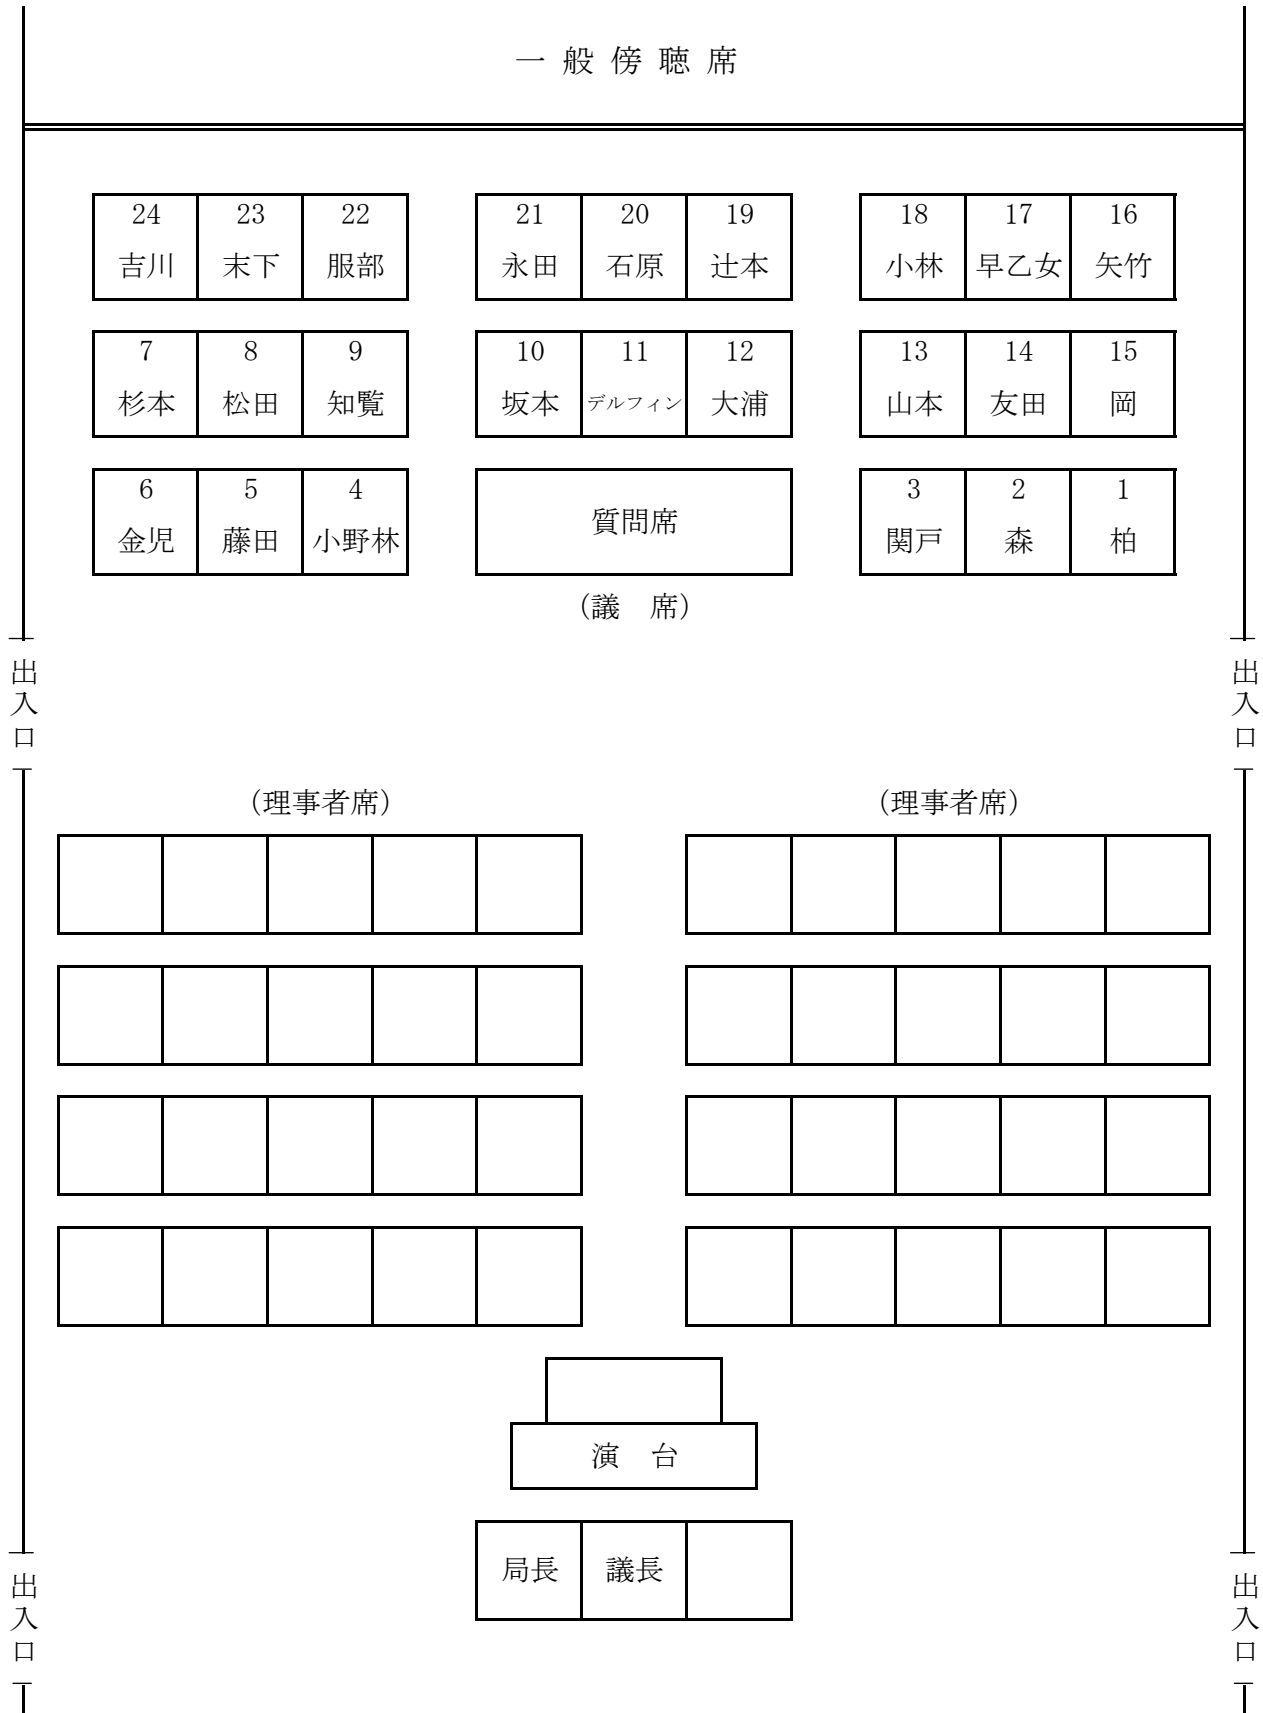 一般傍聴席
24 23 22 21 20 19 18 17 16
吉川 末下 服部 永田 石原 辻本 小林 早乙女 矢竹
7 8 9 10 11 12 13 14 15
杉本 松田 知覧 坂本 デルフィン 大浦 山本 友田 岡
6 5 4 3 2 1
金児 藤田 小野林 質問席 関戸 森 柏
（議　席）
出入口 出入口
（理事者席） （理事者席）
演　台
局長 議長
出入口 出入口